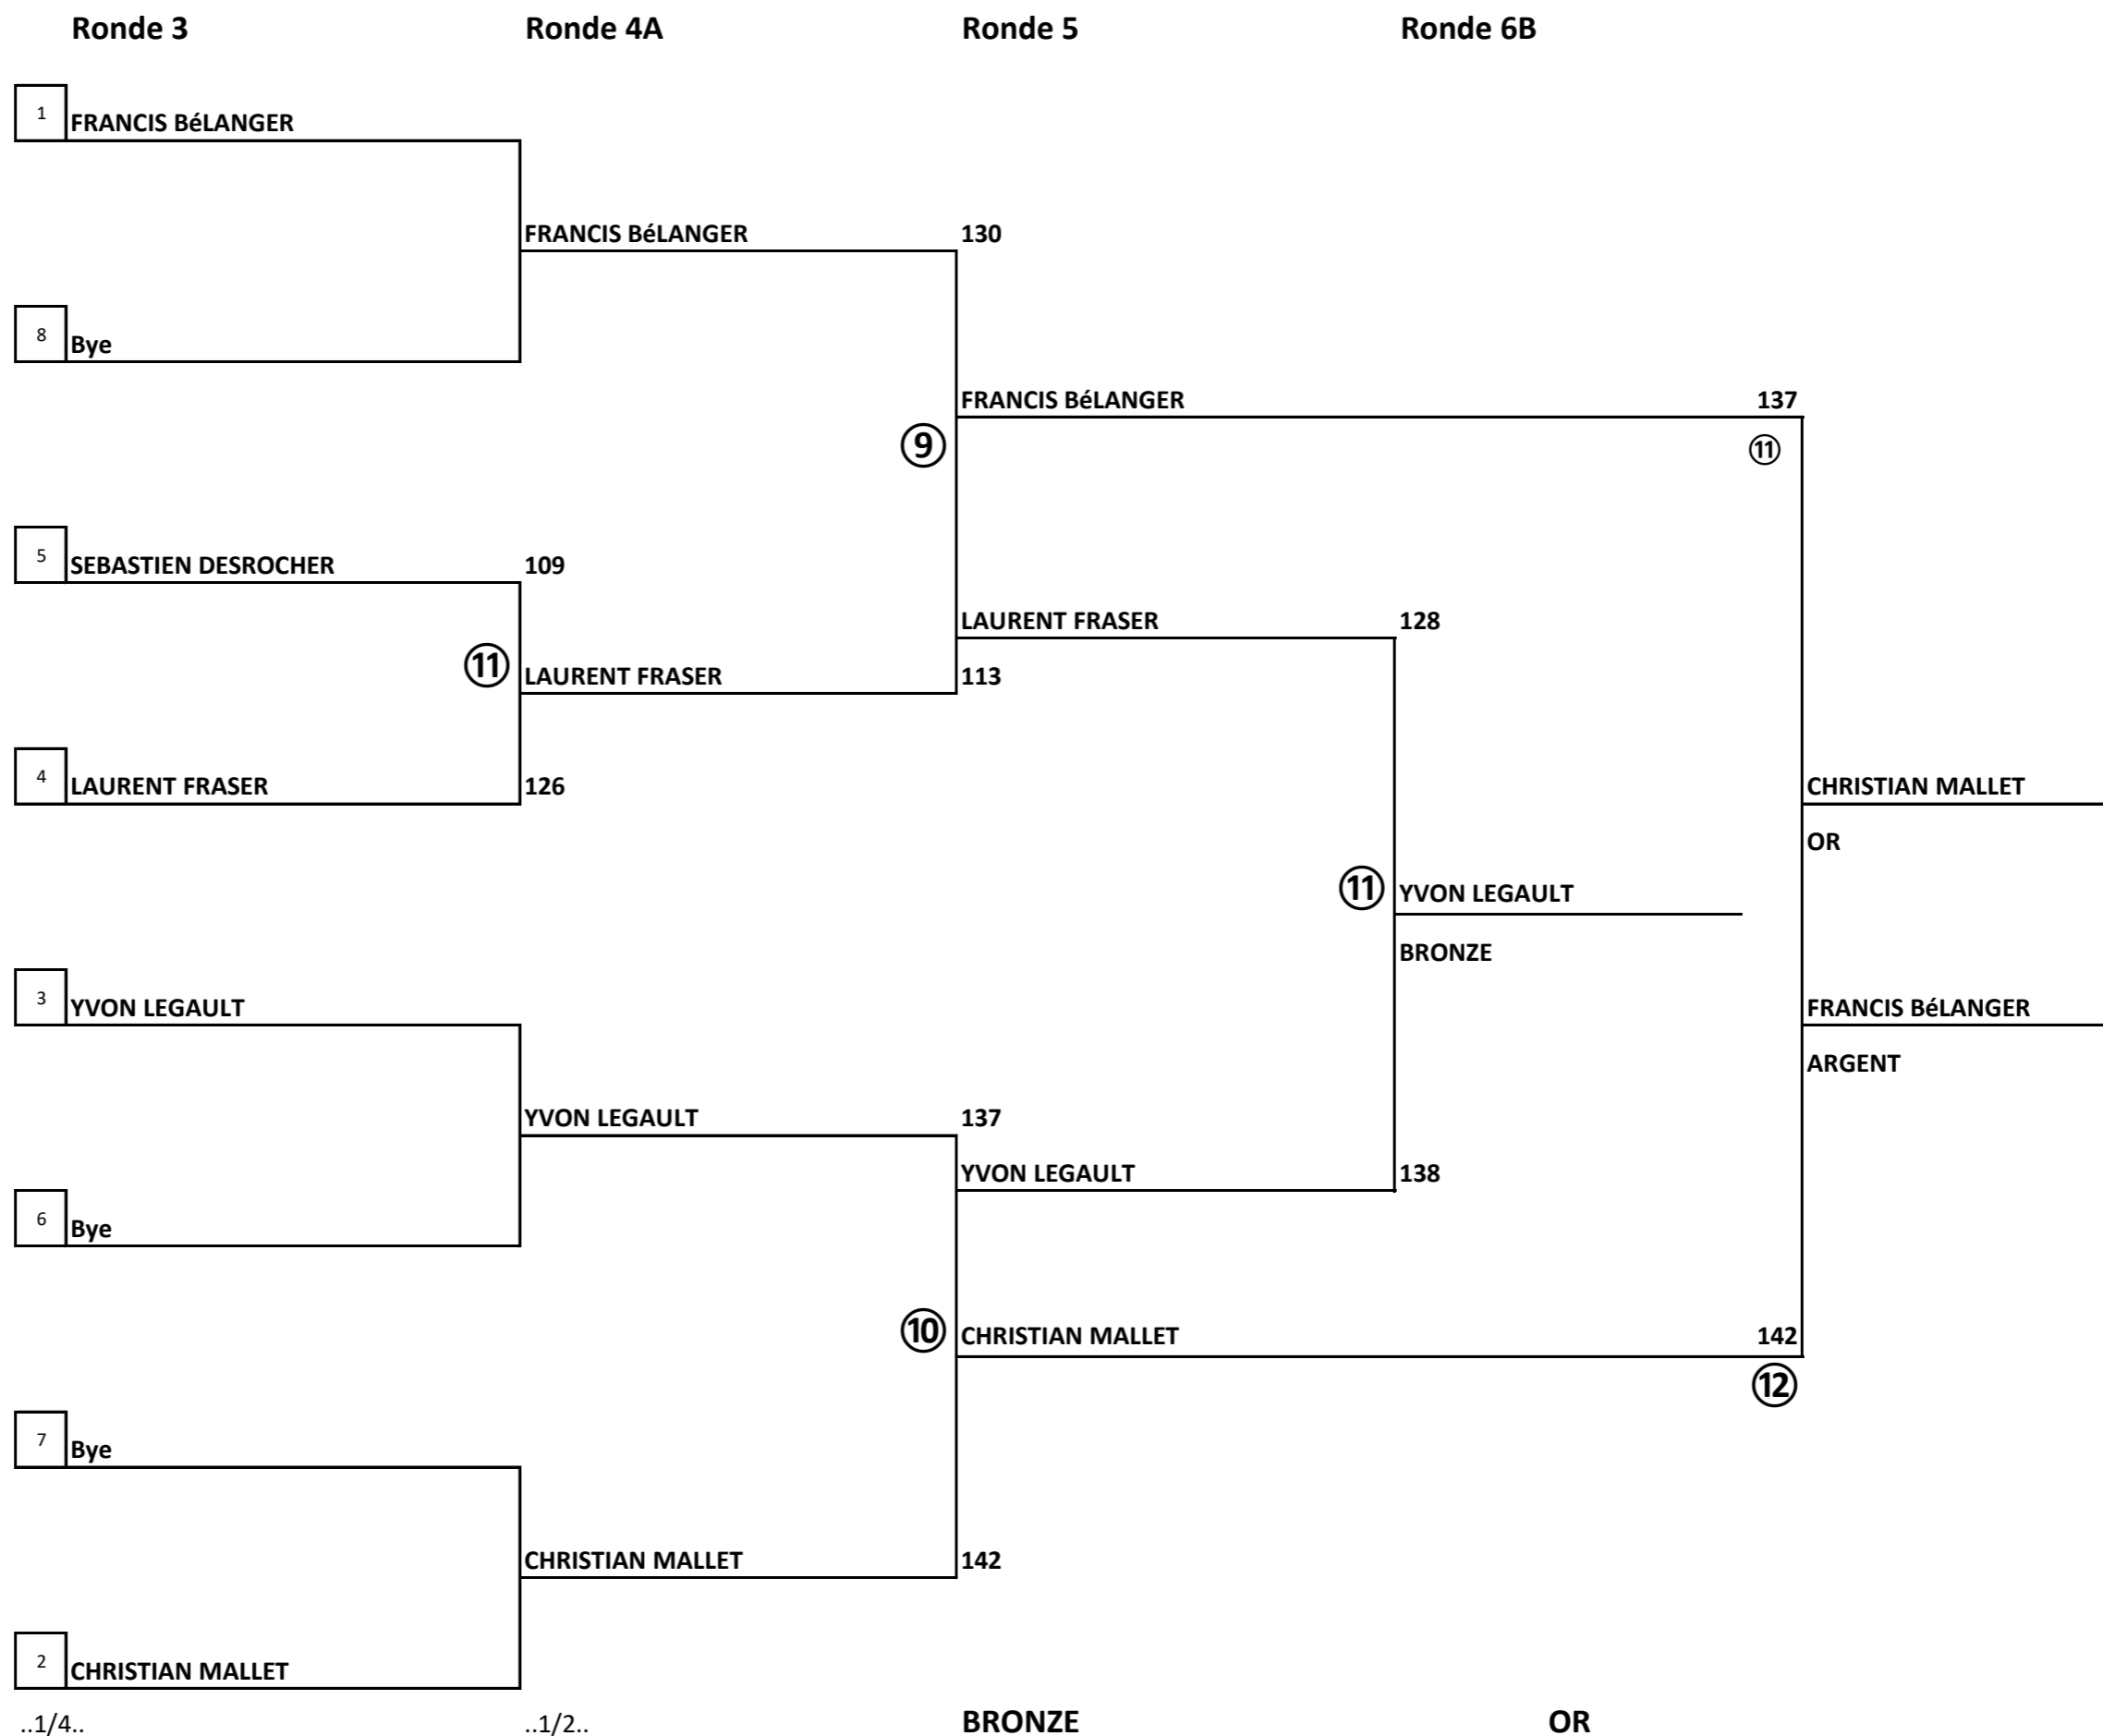 Ronde 3 Ronde 4A Ronde 5 Ronde 6B
1 FRANCIS BéLANGER
FRANCIS BéLANGER 130
8 Bye
FRANCIS BéLANGER 137
⑨ ⑪
5 SEBASTIEN DESROCHER 109
LAURENT FRASER 128
⑪ LAURENT FRASER 113
4 LAURENT FRASER 126
CHRISTIAN MALLET
OR
⑪ YVON LEGAULT
BRONZE
3 YVON LEGAULT
FRANCIS BéLANGER
ARGENT
YVON LEGAULT 137
YVON LEGAULT 138
6 Bye
⑩ CHRISTIAN MALLET 142
⑫
7 Bye
CHRISTIAN MALLET 142
2 CHRISTIAN MALLET
..1/4.. ..1/2.. BRONZE OR